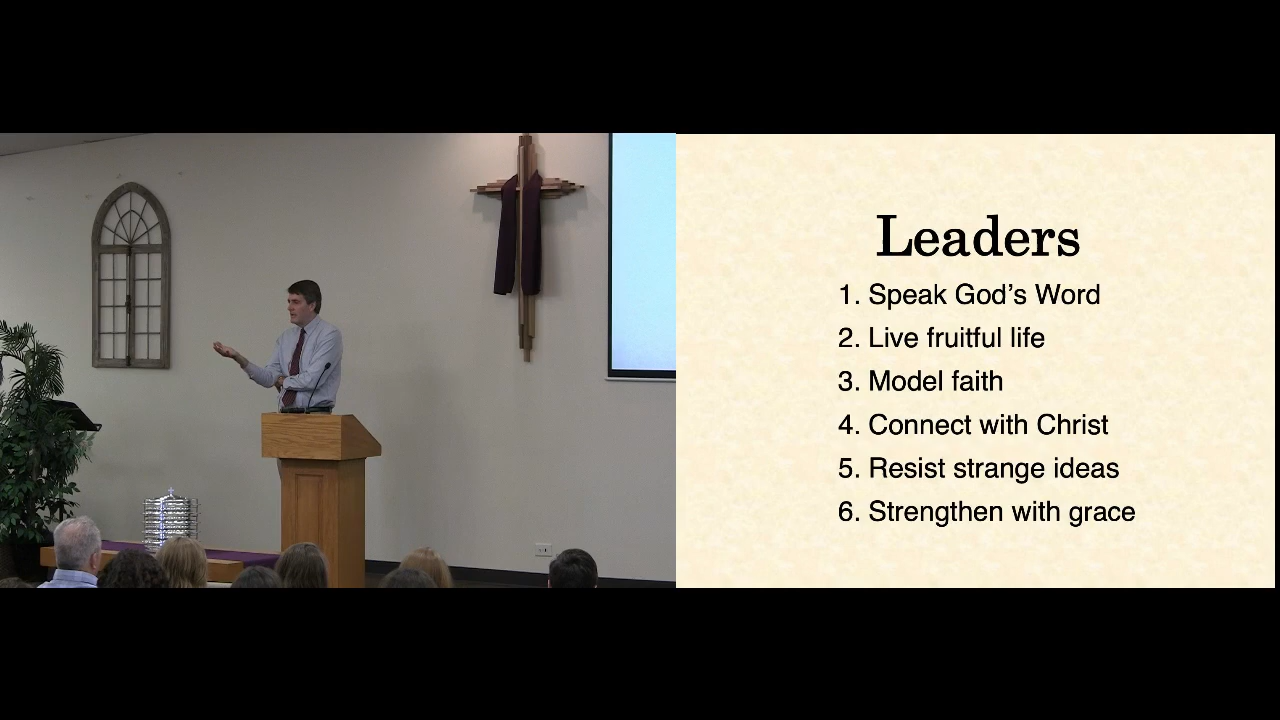 Leaders
1. Speak God’s Word
2. Live fruitful life
3. Model faith
4. Connect with Christ
5. Resist strange ideas
6. Strengthen with grace